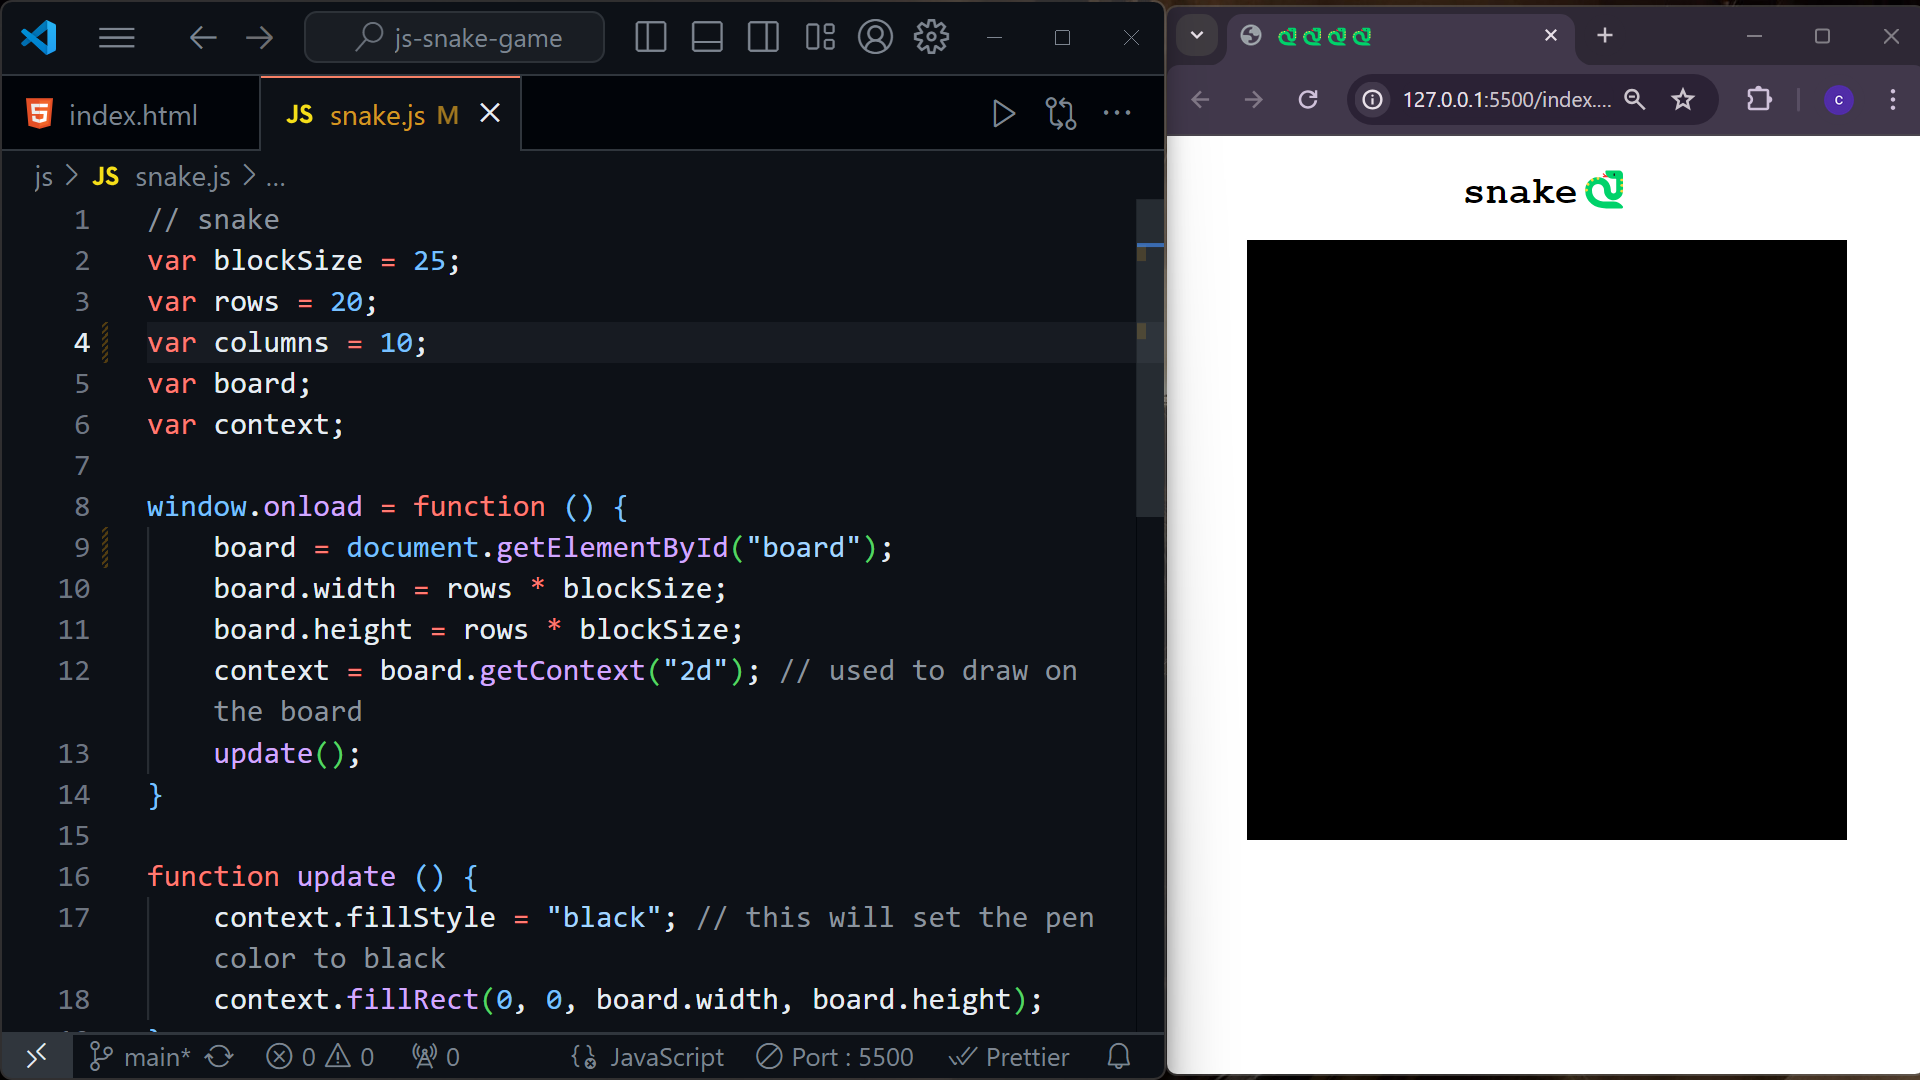 js-snake-game
index.html
JS snake.js M
js > JS snake.js > ...
1 // snake
2 var blockSize = 25;
3 var rows = 20;
4 var columns = 10;
5 var board;
6 var context;
7
8 window.onload = function () {
9 board = document.getElementById("board");
10 board.width = rows * blockSize;
11 board.height = rows * blockSize;
12 context = board.getContext("2d"); // used to draw on
the board
13 update();
14 }
15
16 function update () {
17 context.fillStyle = "black"; // this will set the pen
color to black
18 context.fillRect(0, 0, board.width, board.height);
main* 0 0 0 JavaScript Port : 5500 Prettier
127.0.0.1:5500/index.... c
snake